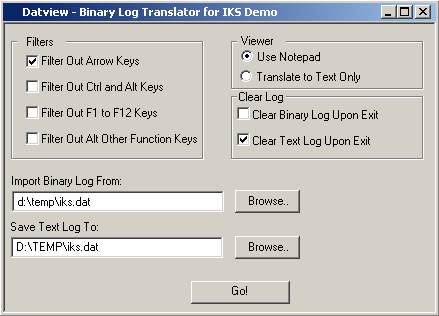 Datview - Binary Log Translator for IKS Demo
Filters
Filter Out Arrow Keys
Filter Out Ctrl and Alt Keys
Filter Out F1 to F12 Keys
Filter Out Alt Other Function Keys
Viewer
Use Notepad
Translate to Text Only
Clear Log
Clear Binary Log Upon Exit
Clear Text Log Upon Exit
Import Binary Log From:
d:\temp\iks.dat
Browse..
Save Text Log To:
D:\TEMP\iks.dat
Browse..
Go!